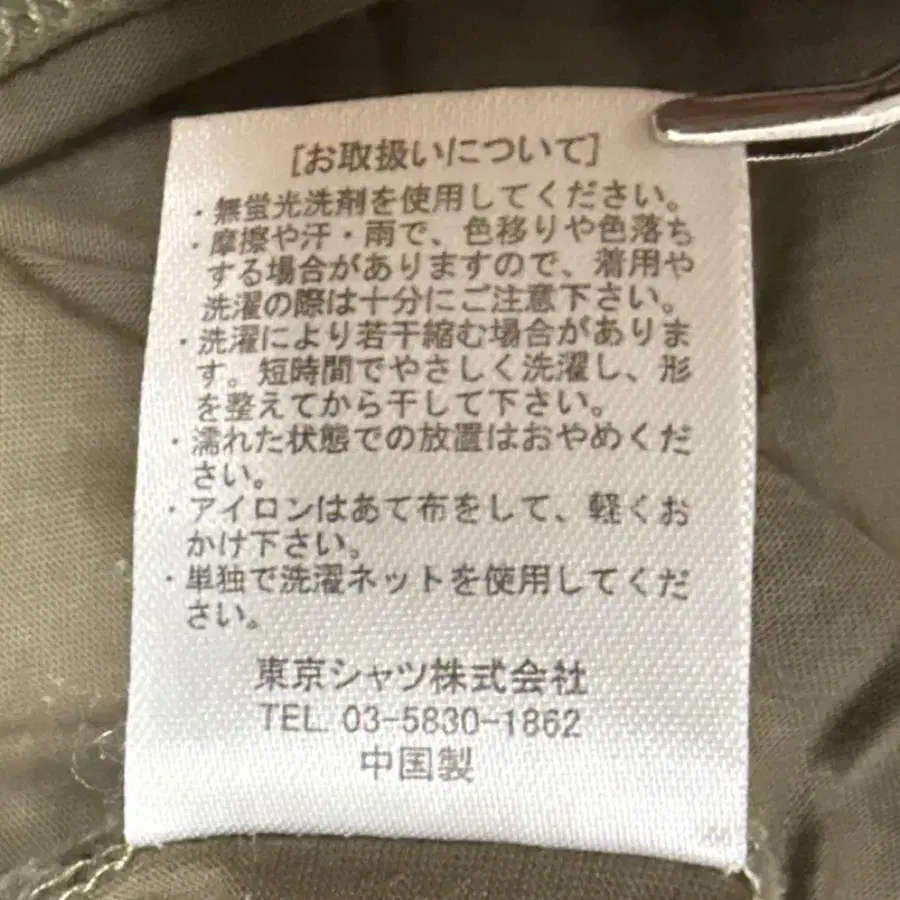 [お取扱いについて]
・無蛍光洗剤を使用してください。
・摩擦や汗・雨で、色移りや色落ち
する場合がありますので、着用や
洗濯の際は十分にご注意下さい。
・洗濯により若干縮む場合がありま
す。短時間でやさしく洗濯し、形
を整えてから干して下さい。
・濡れた状態での放置はおやめくだ
さい。
・アイロンはあて布をして、軽くお
かけ下さい。
・単独で洗濯ネットを使用してくだ
さい。
東京シャツ株式会社
TEL. 03-5830-1862
中国製